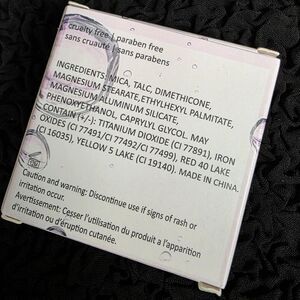 cruelty free | paraben free
sans cruauté | sans parabens
INGREDIENTS: MICA, TALC, DIMETHICONE,
MAGNESIUM STEARATE, ETHYLHEXYL PALMITATE,
MAGNESIUM ALUMINUM SILICATE,
PHENOXYETHANOL, CAPRYLYL GLYCOL. MAY
CONTAIN (+/-): TITANIUM DIOXIDE (CI 77891), IRON
OXIDES (CI 77491/CI 77492/CI 77499), RED 40 LAKE
(CI 16035), YELLOW 5 LAKE (CI 19140). MADE IN CHINA.
Caution and warning: Discontinue use if signs of rash or
irritation occur.
Avertissement: Cesser l'utilisation du produit a l'apparition
d'irritation ou d'éruption cutanée.